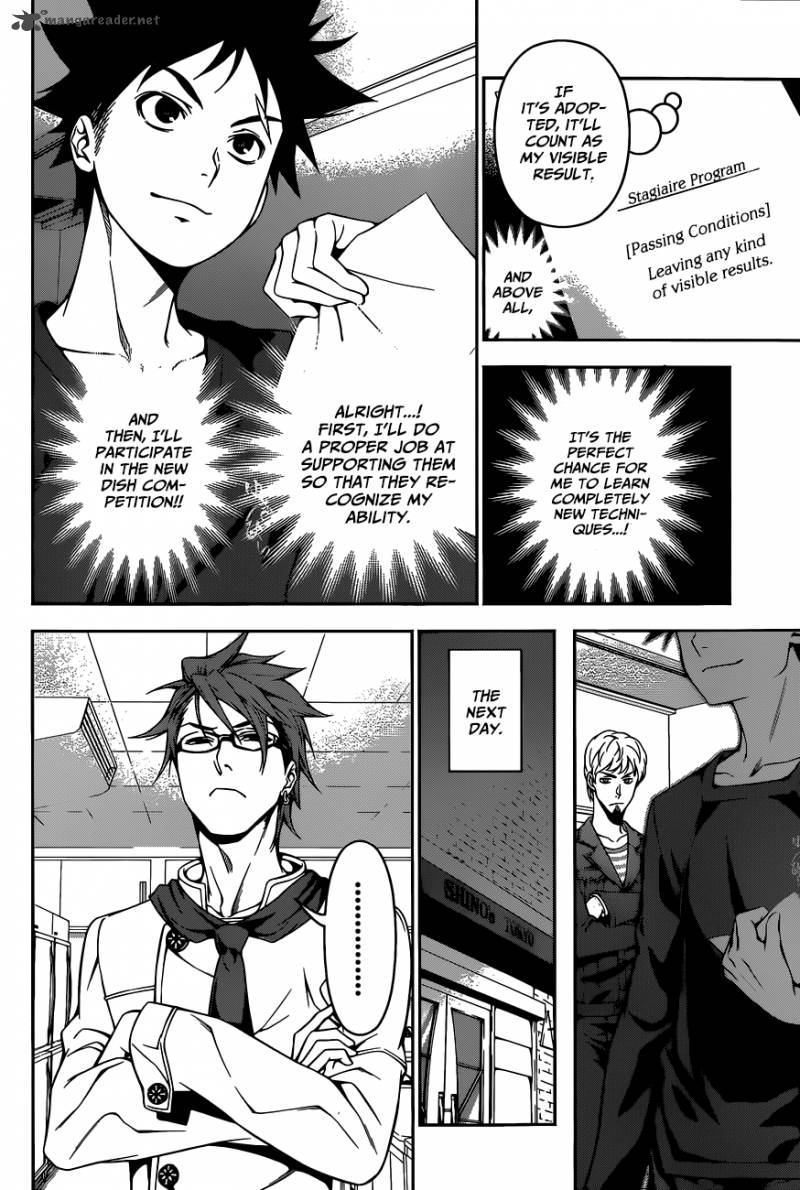 mangareader.net
IF
IT'S ADOP-
TED, IT'LL
COUNT AS
MY VISIBLE
RESULT.
Stagiaire Program
[Passing Conditions]
Leaving any kind
of visible results.
AND
ABOVE
ALL,
IT'S THE
PERFECT
CHANCE FOR
ME TO LEARN
COMPLETELY
NEW TECHNI-
QUES...!
ALRIGHT...!
FIRST, I'LL DO
A PROPER JOB AT
SUPPORTING THEM
SO THAT THEY RE-
COGNIZE MY
ABILITY.
AND
THEN, I'LL
PARTICIPATE
IN THE NEW
DISH COM-
PETITION!!
THE
NEXT
DAY.
SHINO's TOKYO
..........